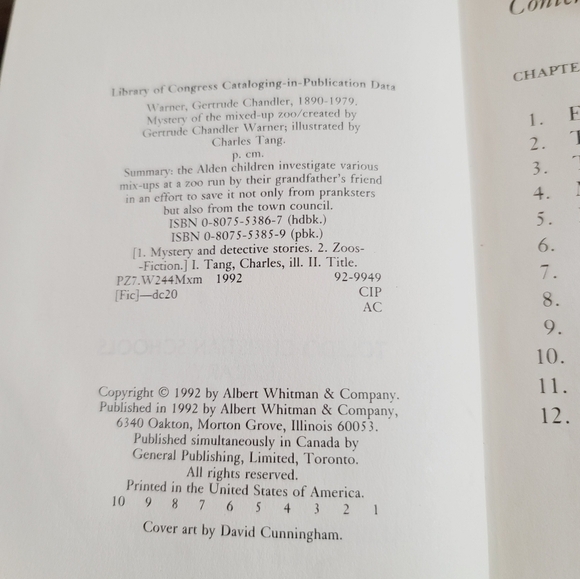 Library of Congress Cataloging-in-Publication Data
Warner, Gertrude Chandler, 1890-1979.
Mystery of the mixed-up zoo/created by
Gertrude Chandler Warner; illustrated by
Charles Tang.
p. cm.
Summary: the Alden children investigate various
mix-ups at a zoo run by their grandfather's friend
in an effort to save it not only from pranksters
but also from the town council.
ISBN 0-8075-5386-7 (hdbk.)
ISBN 0-8075-5385-9 (pbk.)
[1. Mystery and detective stories. 2. Zoos-
-Fiction.] I. Tang, Charles, ill. II. Title.
PZ7.W244Mxm 1992 92-9949
[Fic]—dc20 CIP
AC
Copyright © 1992 by Albert Whitman & Company.
Published in 1992 by Albert Whitman & Company,
6340 Oakton, Morton Grove, Illinois 60053.
Published simultaneously in Canada by
General Publishing, Limited, Toronto.
All rights reserved.
Printed in the United States of America.
10 9 8 7 6 5 4 3 2 1
Cover art by David Cunningham.
CHAPTE
1.
2.
3.
4.
5.
6.
7.
8.
9.
10.
11.
12.